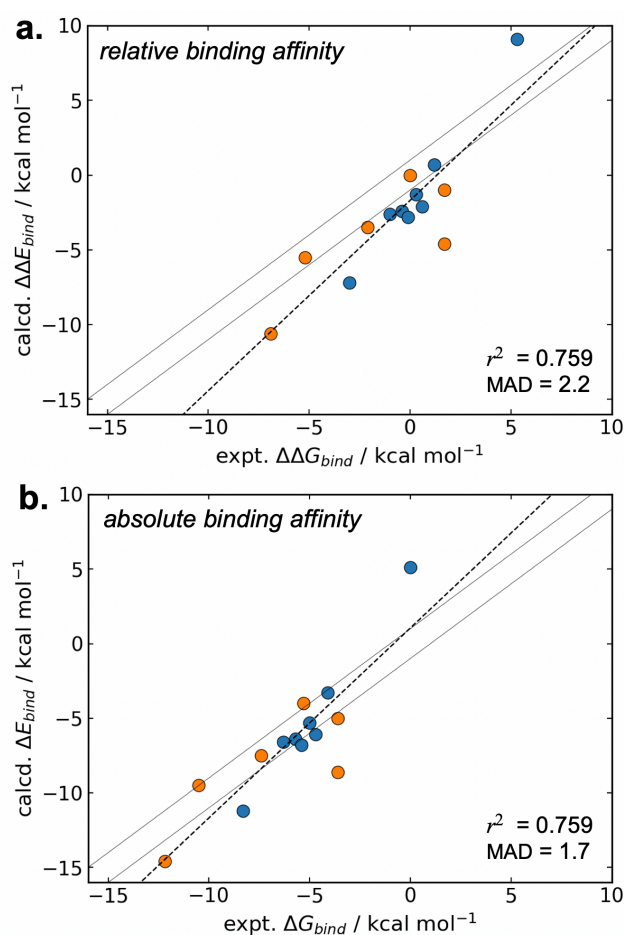 a.
relative binding affinity
10
5
0
−5
−10
−15
calcd. ΔΔE_bind / kcal mol⁻¹
r² = 0.759
MAD = 2.2
−15 −10 −5 0 5 10
expt. ΔΔG_bind / kcal mol⁻¹
b.
absolute binding affinity
10
5
0
−5
−10
−15
calcd. ΔE_bind / kcal mol⁻¹
r² = 0.759
MAD = 1.7
−15 −10 −5 0 5 10
expt. ΔG_bind / kcal mol⁻¹